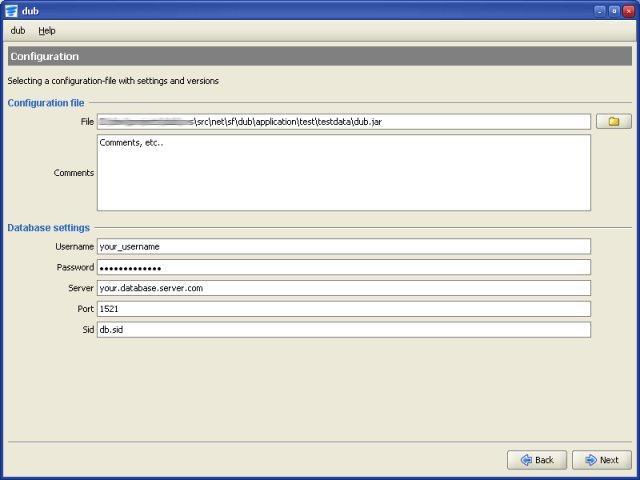 dub
dub Help
Configuration
Selecting a configuration-file with settings and versions
Configuration file
File s\src\net\sf\dub\application\test\testdata\dub.jar
Comments Comments, etc..
Database settings
Username your_username
Password •••••••••••••
Server your.database.server.com
Port 1521
Sid db.sid
Back Next